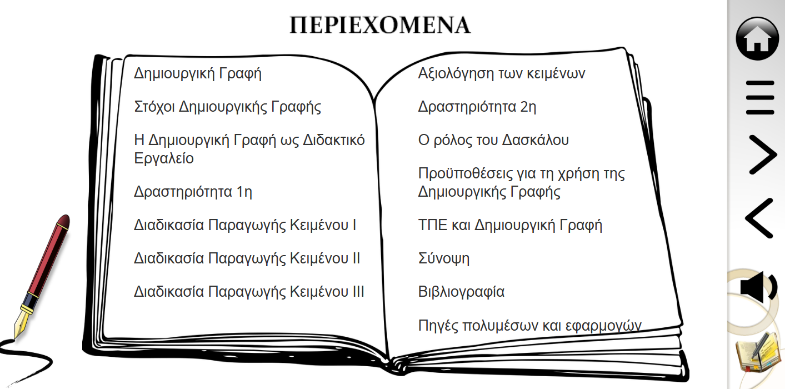 ΠΕΡΙΕΧΟΜΕΝΑ
Δημιουργική Γραφή
Στόχοι Δημιουργικής Γραφής
Η Δημιουργική Γραφή ως Διδακτικό
Εργαλείο
Δραστηριότητα 1η
Διαδικασία Παραγωγής Κειμένου Ι
Διαδικασία Παραγωγής Κειμένου ΙΙ
Διαδικασία Παραγωγής Κειμένου ΙΙΙ
Αξιολόγηση των κειμένων
Δραστηριότητα 2η
Ο ρόλος του Δασκάλου
Προϋποθέσεις για τη χρήση της
Δημιουργικής Γραφής
ΤΠΕ και Δημιουργική Γραφή
Σύνοψη
Βιβλιογραφία
Πηγές πολυμέσων και εφαρμογών